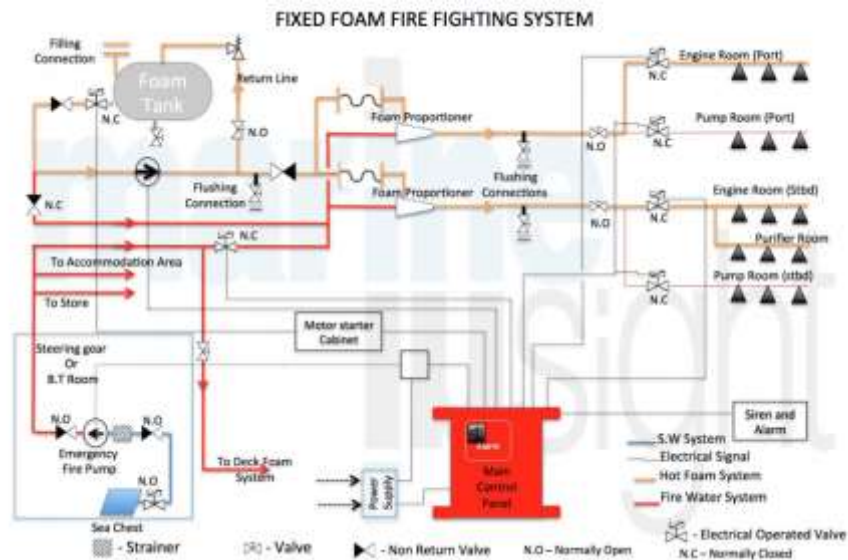 FIXED FOAM FIRE FIGHTING SYSTEM
Filling
Connection
Foam
Tank
Return Line
N.C
N.O
Foam Proportioner
Foam Proportioner
Flushing
Connection
Flushing
Connections
N.O
N.O
N.C
N.C
N.C
N.C
Engine Room (Port)
Pump Room (Port)
Engine Room (Stbd)
Purifier Room
Pump Room (stbd)
N.C
N.C
To Accommodation Area
To Store
Steering gear
Or
B.T Room
Motor starter
Cabinet
N.O
N.O
Emergency
Fire Pump
N.O
Sea Chest
To Deck Foam
System
Power
Supply
Main
Control
Panel
Siren and
Alarm
S.W System
Electrical Signal
Hot Foam System
Fire Water System
- Strainer
- Valve
- Non Return Valve
N.O – Normally Open
- Electrical Operated Valve
N.C – Normally Closed
marine
insight